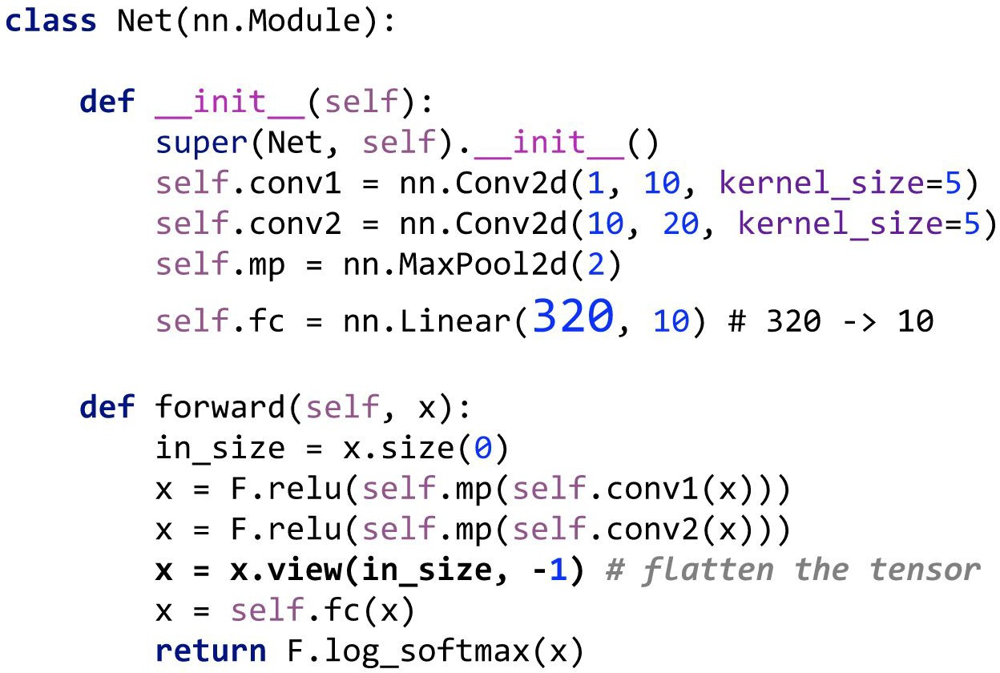 class Net(nn.Module):
def __init__(self):
super(Net, self).__init__()
self.conv1 = nn.Conv2d(1, 10, kernel_size=5)
self.conv2 = nn.Conv2d(10, 20, kernel_size=5)
self.mp = nn.MaxPool2d(2)
self.fc = nn.Linear(320, 10) # 320 -> 10
def forward(self, x):
in_size = x.size(0)
x = F.relu(self.mp(self.conv1(x)))
x = F.relu(self.mp(self.conv2(x)))
x = x.view(in_size, -1) # flatten the tensor
x = self.fc(x)
return F.log_softmax(x)